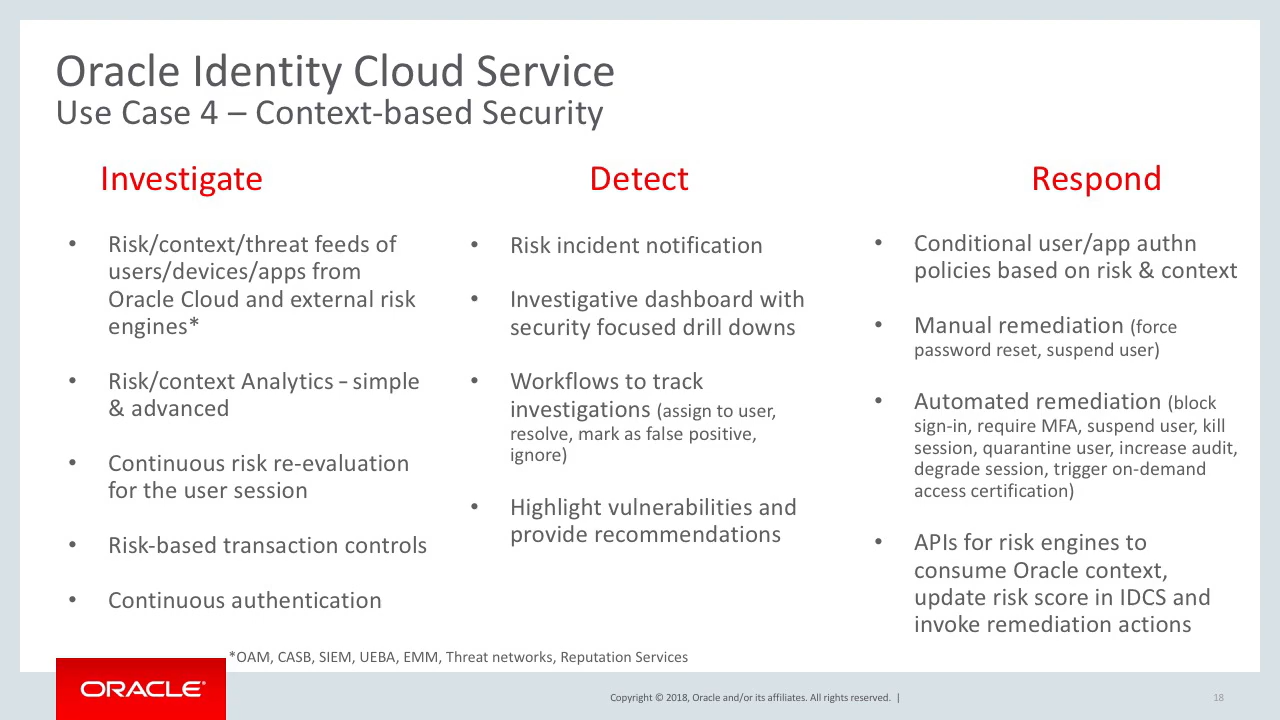 Oracle Identity Cloud Service
Use Case 4 – Context-based Security
Investigate
• Risk/context/threat feeds of
users/devices/apps from
Oracle Cloud and external risk
engines*
• Risk/context Analytics – simple
& advanced
• Continuous risk re-evaluation
for the user session
• Risk-based transaction controls
• Continuous authentication
Detect
• Risk incident notification
• Investigative dashboard with
security focused drill downs
• Workflows to track
investigations (assign to user,
resolve, mark as false positive,
ignore)
• Highlight vulnerabilities and
provide recommendations
Respond
• Conditional user/app authn
policies based on risk & context
• Manual remediation (force
password reset, suspend user)
• Automated remediation (block
sign-in, require MFA, suspend user, kill
session, quarantine user, increase audit,
degrade session, trigger on-demand
access certification)
• APIs for risk engines to
consume Oracle context,
update risk score in IDCS and
invoke remediation actions
*OAM, CASB, SIEM, UEBA, EMM, Threat networks, Reputation Services
ORACLE®
Copyright © 2018, Oracle and/or its affiliates. All rights reserved. |
18